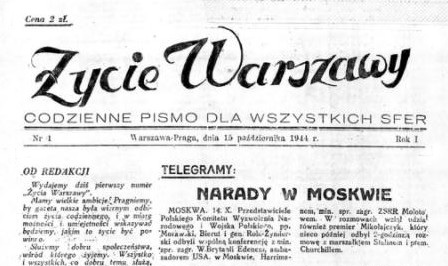 Cena 2 zł.
Życie Warszawy
CODZIENNE PISMO DLA WSZYSTKICH SFER
Nr 1 Warszawa-Praga, dnia 15 października 1944 r. Rok I
OD REDAKCJI
Wydajemy dziś pierwszy numer
„Życia Warszawy".
Mamy wielkie ambicje! Pragniemy,
by gazeta nasza była wiernym odbi-
ciem życia codziennego, i w miarę
możności i umiejętności wskazywać
będziemy, jakim to życie być po-
winno.
Służymy dobru społeczeństwa,
wśród którego żyjemy. Wszystko
i wszystkich, co dobru temu służą,
TELEGRAMY:
NARADY W MOSKWIE
MOSKWA. 14. X. Przedstawiciele
Polskiego Komitetu Wyzwolenia Na-
rodowego i Wojska Polskiego, pp.
Morawski, Bierut i gen. Rola-Żymier-
ski odbyli wspólną konferencję z min.
spr. zagr. W. Brytanii Edenem, ambasa-
dorem USA. w Moskwie, Harrima-
nem, min. spr. zagr. ZSRR Mołoto-
wem. W rozmowach wziął udział
również premier Mikołajczyk, który
nieco później odbył 2-godzinną roz-
mowę z marszałkiem Stalinem i prem.
Churchillem.